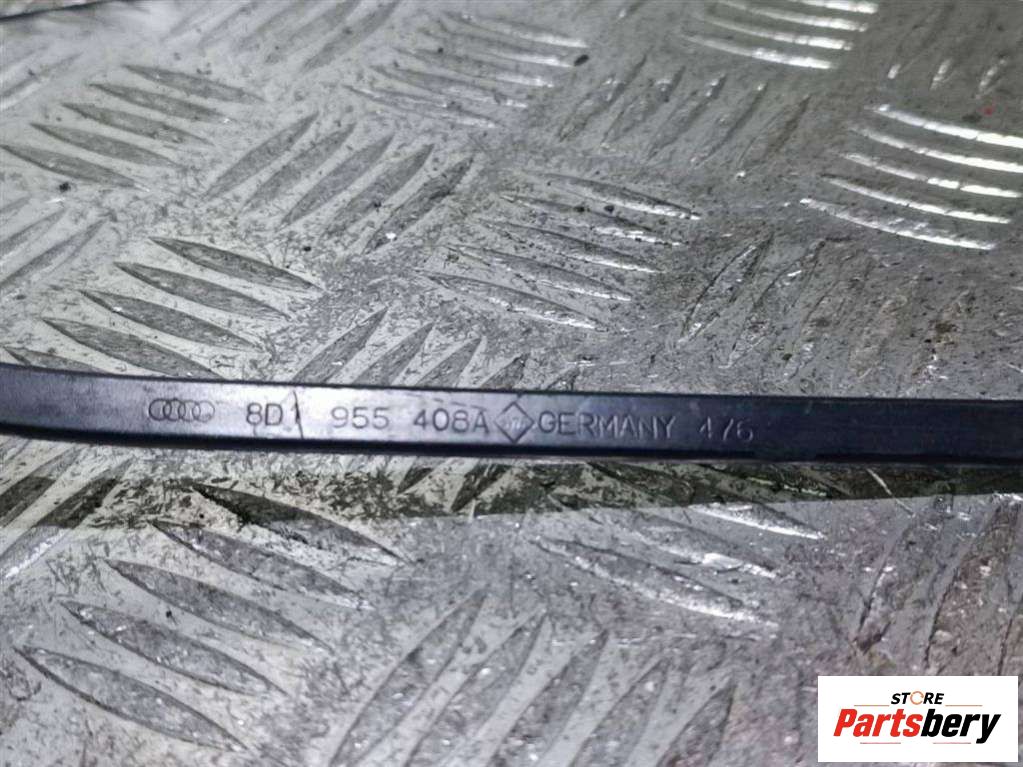 8D1 955 408A GERMANY 476
STORE
Partsbery